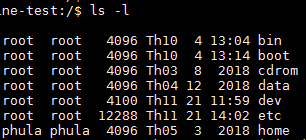 ne-test:/$ ls -l
root root 4096 Th10 4 13:04 bin
root root 4096 Th10 4 13:14 boot
root root 4096 Th03 8 2018 cdrom
root root 4096 Th04 12 2018 data
root root 4100 Th11 21 11:59 dev
root root 12288 Th11 21 14:02 etc
phula phula 4096 Th05 3 2018 home